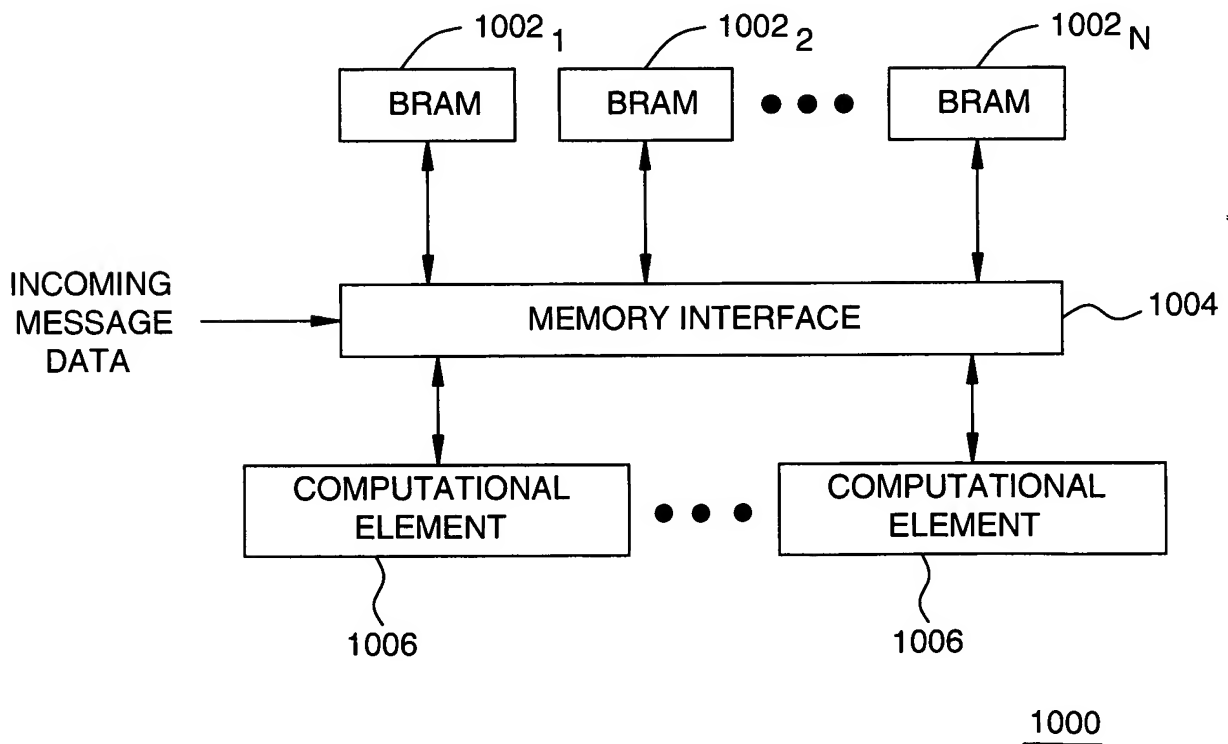 1002 1
1002 2
1002 N
BRAM
BRAM
BRAM
INCOMING
MESSAGE
DATA
MEMORY INTERFACE
1004
COMPUTATIONAL
ELEMENT
COMPUTATIONAL
ELEMENT
1006
1006
1000